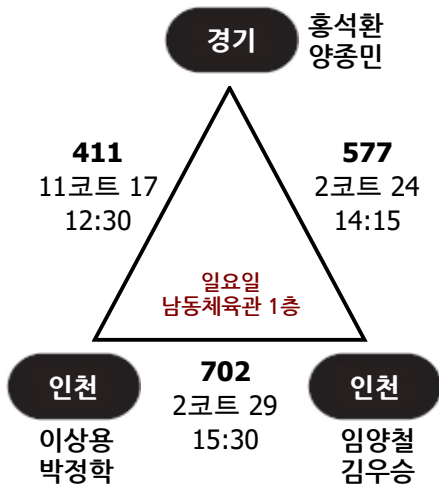 경기
홍석환
양종민
411
11코트 17
12:30
577
2코트 24
14:15
일요일
남동체육관 1층
인천
이상용
박정학
702
2코트 29
15:30
인천
임양철
김우승